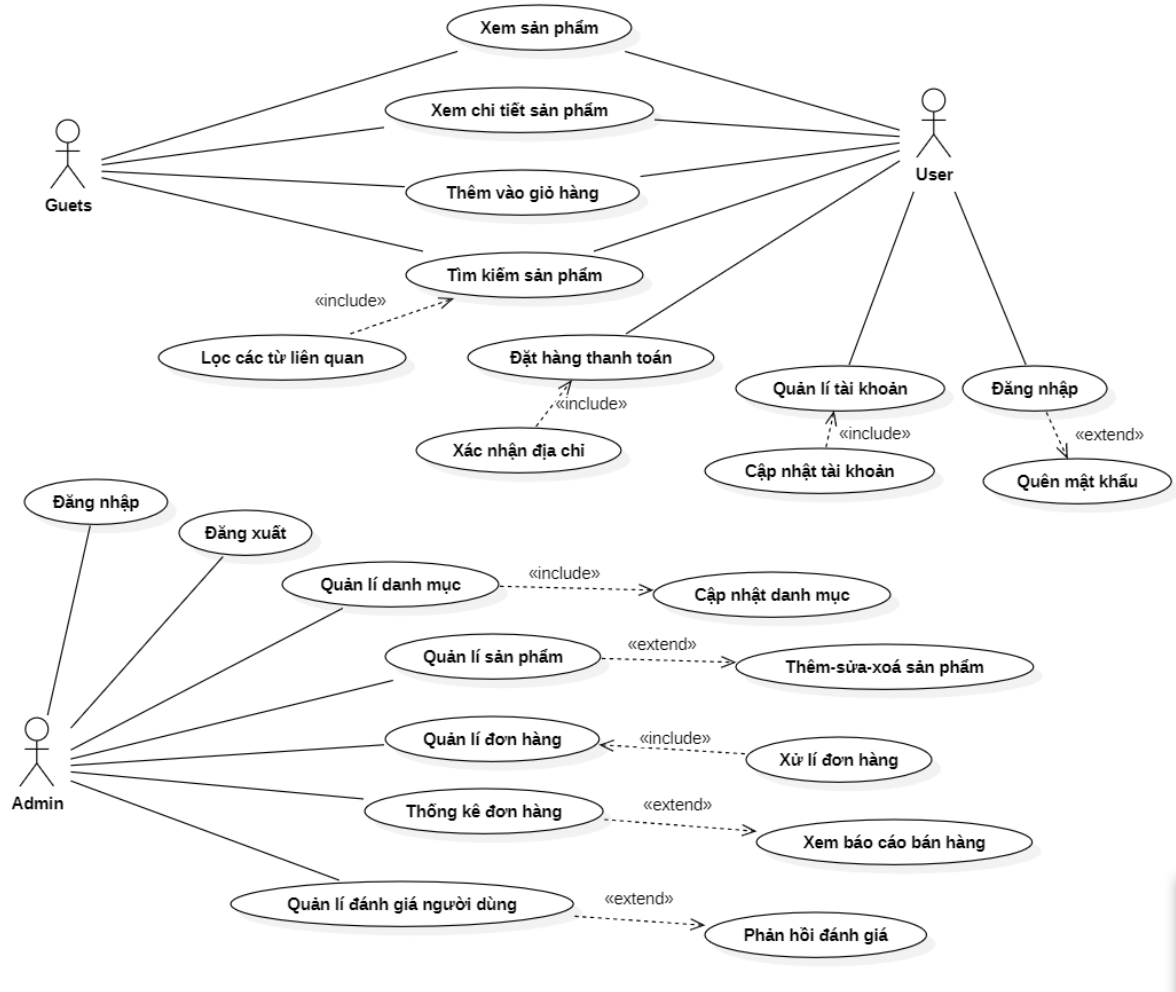 Xem sản phẩm
Xem chi tiết sản phẩm
Guets
User
Thêm vào giỏ hàng
Tìm kiếm sản phẩm
«include»
Lọc các từ liên quan
Đặt hàng thanh toán
«include»
Xác nhận địa chỉ
Quản lí tài khoản
«include»
Cập nhật tài khoản
Đăng nhập
«extend»
Quên mật khẩu
Đăng nhập
Đăng xuất
Quản lí danh mục
«include»
Cập nhật danh mục
Quản lí sản phẩm
«extend»
Thêm-sửa-xoá sản phẩm
Quản lí đơn hàng
«include»
Xử lí đơn hàng
Admin
Thống kê đơn hàng
«extend»
Xem báo cáo bán hàng
Quản lí đánh giá người dùng
«extend»
Phản hồi đánh giá